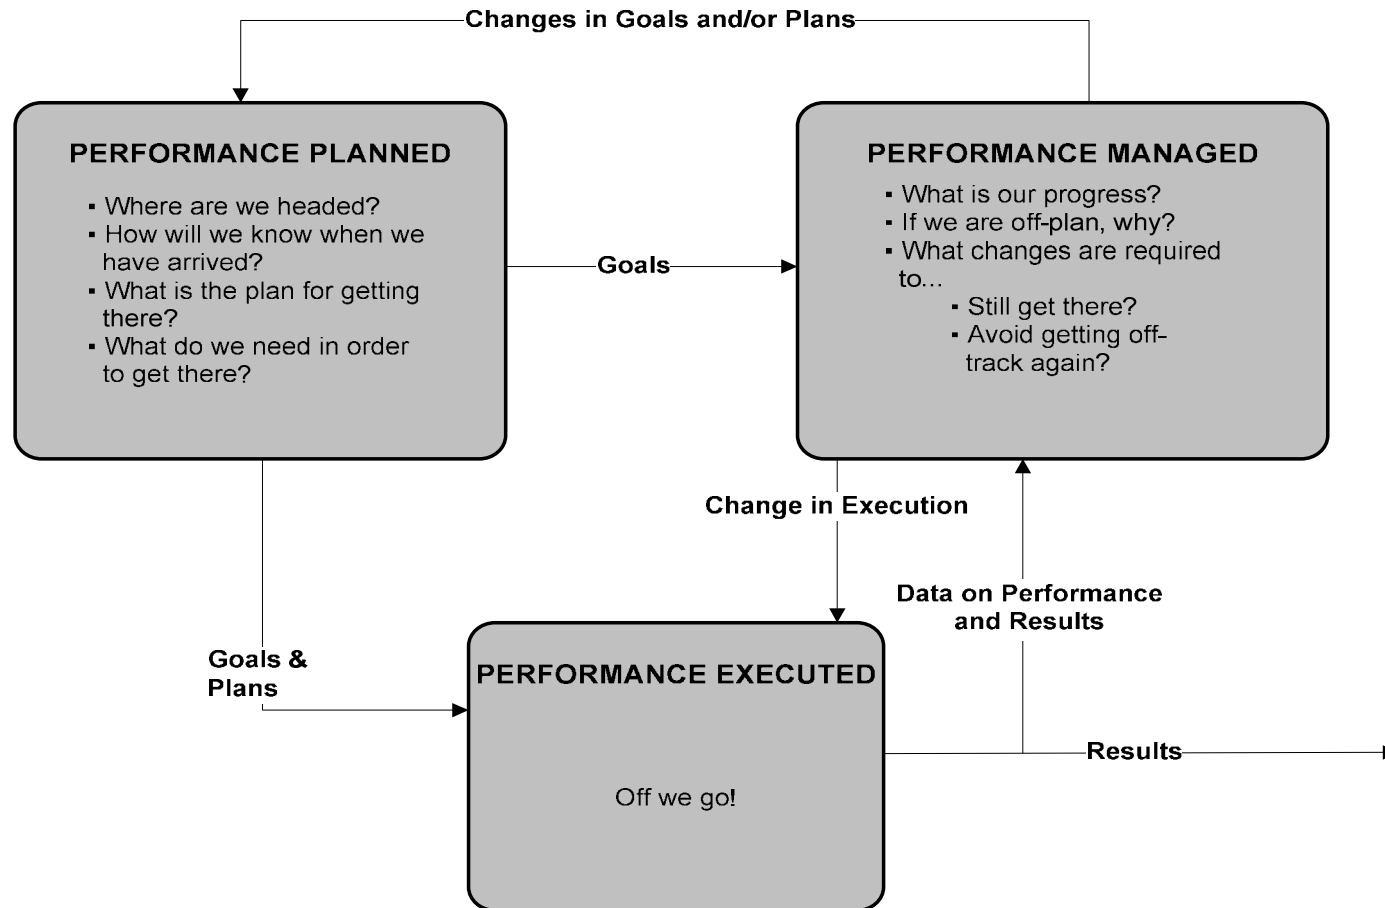 Changes in Goals and/or Plans
PERFORMANCE PLANNED
▪ Where are we headed?
▪ How will we know when we
have arrived?
▪ What is the plan for getting
there?
▪ What do we need in order
to get there?
Goals
PERFORMANCE MANAGED
▪ What is our progress?
▪ If we are off-plan, why?
▪ What changes are required
to...
▪ Still get there?
▪ Avoid getting off-
track again?
Change in Execution
Data on Performance
and Results
Goals &
Plans
PERFORMANCE EXECUTED
Off we go!
Results